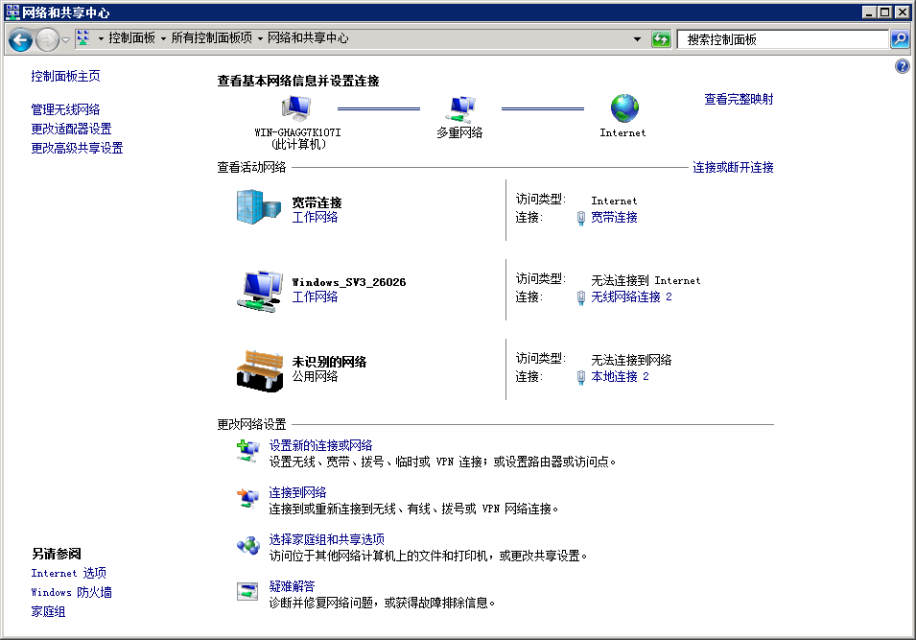 网络和共享中心
控制面板 所有控制面板项 网络和共享中心
搜索控制面板
控制面板主页
管理无线网络
更改适配器设置
更改高级共享设置
查看基本网络信息并设置连接
查看完整映射
WIN-GHAGG7K107I
(此计算机)
多重网络
Internet
查看活动网络
连接或断开连接
宽带连接
工作网络
访问类型: Internet
连接: 宽带连接
Windows_SV3_26026
工作网络
访问类型: 无法连接到 Internet
连接: 无线网络连接 2
未识别的网络
公用网络
访问类型: 无法连接到网络
连接: 本地连接 2
更改网络设置
设置新的连接或网络
设置无线、宽带、拨号、临时或 VPN 连接；或设置路由器或访问点。
连接到网络
连接到或重新连接到无线、有线、拨号或 VPN 网络连接。
选择家庭组和共享选项
访问位于其他网络计算机上的文件和打印机，或更改共享设置。
疑难解答
诊断并修复网络问题，或获得故障排除信息。
另请参阅
Internet 选项
Windows 防火墙
家庭组